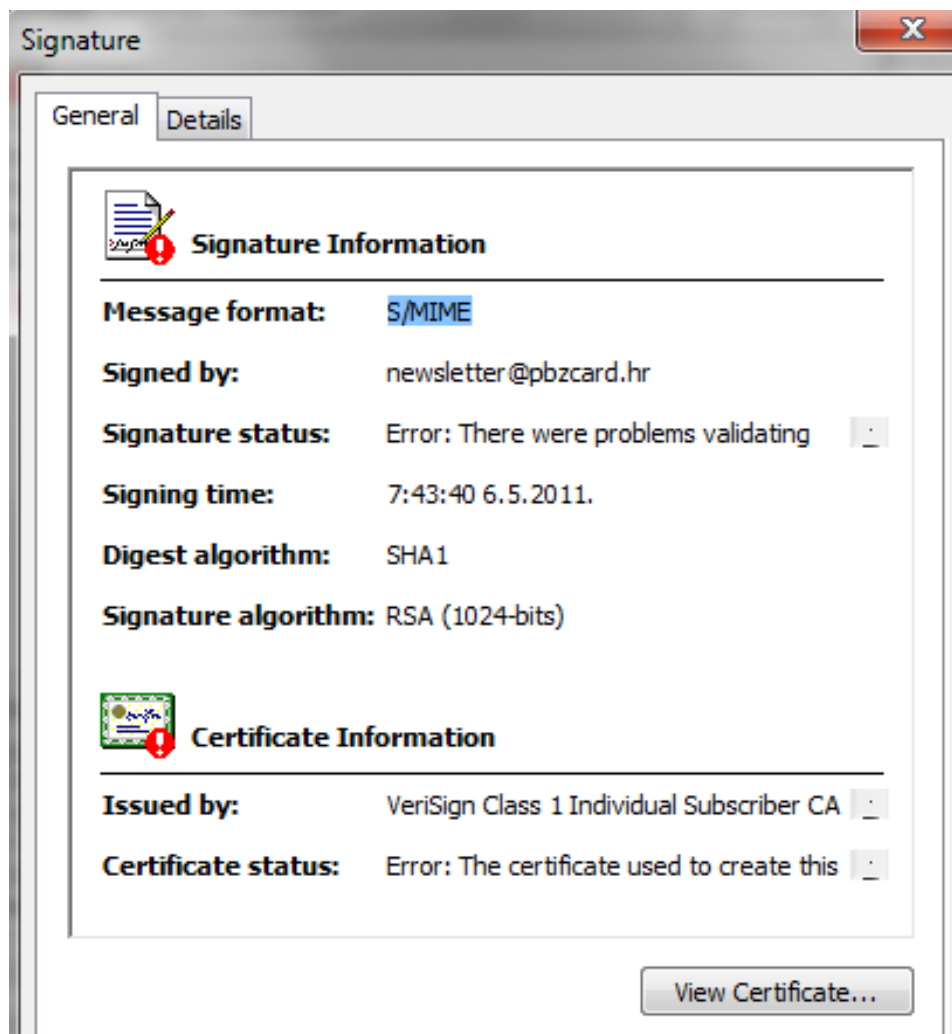 Signature
General Details
Signature Information
Message format: S/MIME
Signed by: newsletter@pbzcard.hr
Signature status: Error: There were problems validating
Signing time: 7:43:40 6.5.2011.
Digest algorithm: SHA1
Signature algorithm: RSA (1024-bits)
Certificate Information
Issued by: VeriSign Class 1 Individual Subscriber CA
Certificate status: Error: The certificate used to create this
View Certificate...